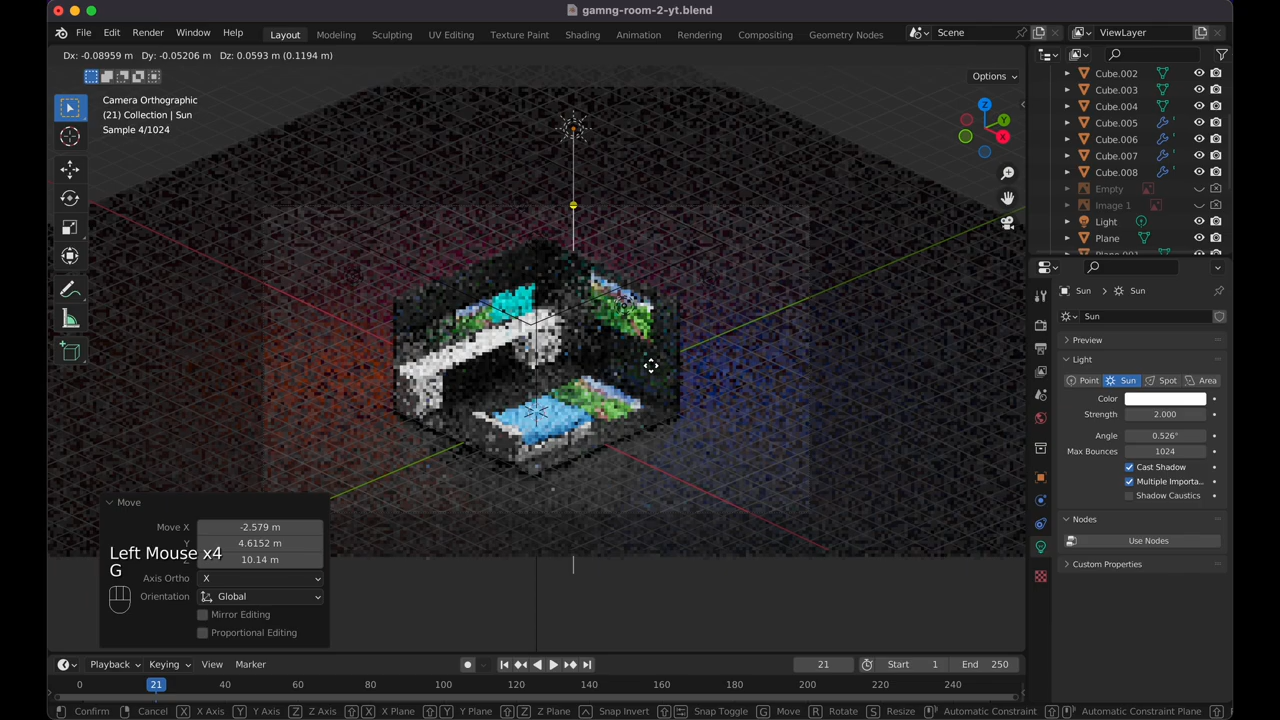 gamng-room-2-yt.blend
File Edit Render Window Help Layout Modeling Sculpting UV Editing Texture Paint Shading Animation Rendering Compositing Geometry Nodes Scene ViewLayer
Dx: -0.08959 m Dy: -0.05206 m Dz: 0.0593 m (0.1194 m)
Options
Camera Orthographic
(21) Collection | Sun
Sample 4/1024
Z
Y
X
Cube.002
Cube.003
Cube.004
Cube.005
Cube.006
Cube.007
Cube.008
Empty
Image 1
Light
Plane
Sun Sun
Sun
Preview
Light
Point Sun Spot Area
Color
Strength 2.000
Angle 0.526°
Max Bounces 1024
Cast Shadow
Multiple Importa...
Shadow Caustics
Nodes
Use Nodes
Custom Properties
Move
Move X -2.579 m
Y 4.6152 m
Z 10.14 m
Left Mouse x4
G
Axis Ortho X
Orientation Global
Mirror Editing
Proportional Editing
Playback Keying View Marker 21 Start 1 End 250
0 21 40 60 80 100 120 140 160 180 200 220 240
Confirm Cancel X X Axis Y Y Axis Z Z Axis X X Plane Y Y Plane Z Z Plane Snap Invert Snap Toggle G Move R Rotate S Resize Automatic Constraint Automatic Constraint Plane